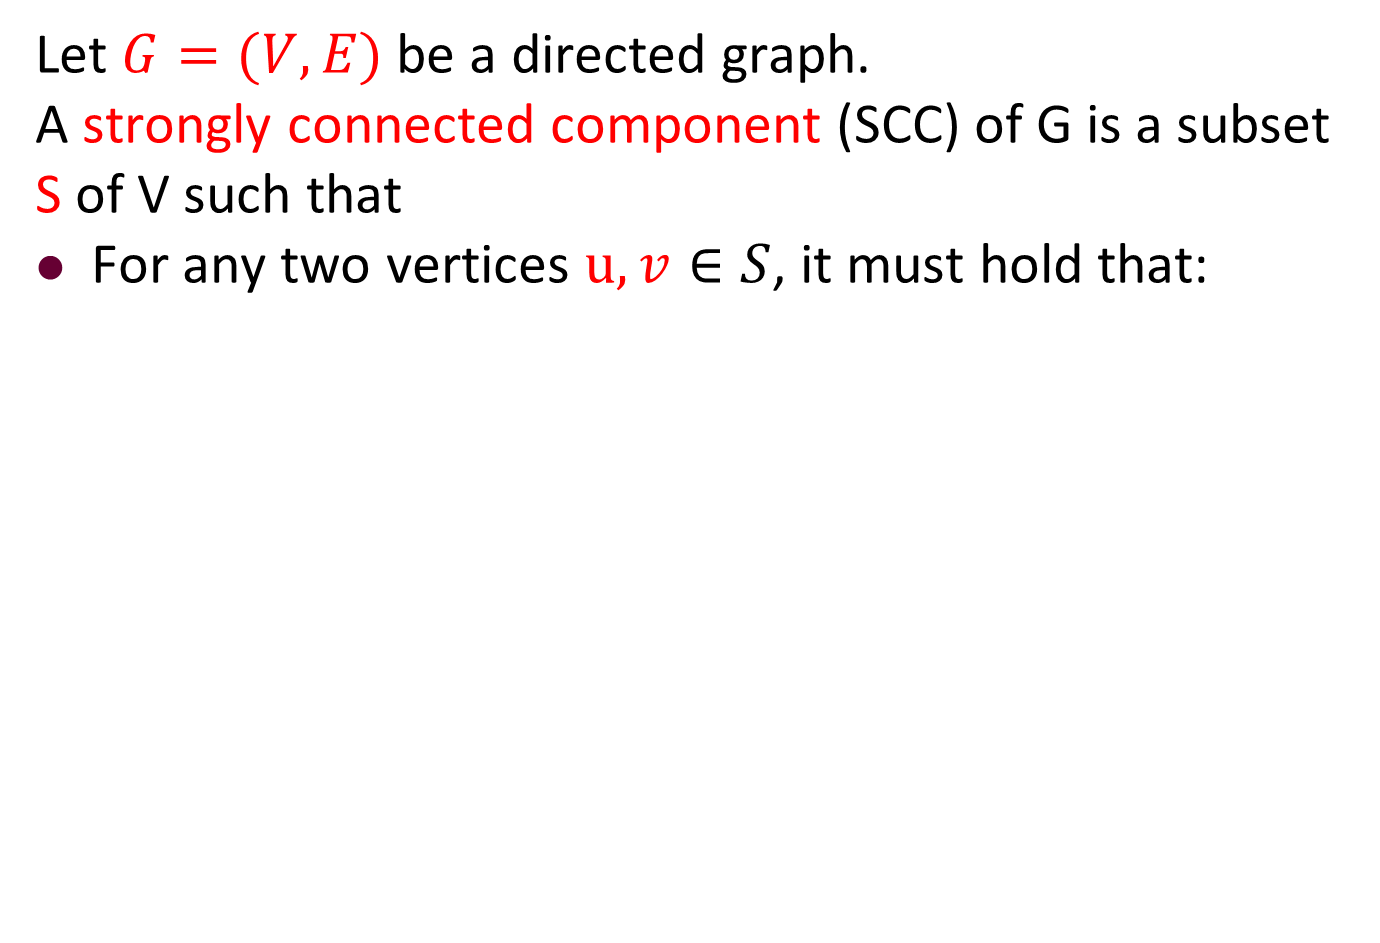 Let 𝐺 = (𝑉, 𝐸) be a directed graph.
A strongly connected component (SCC) of G is a subset
S of V such that
● For any two vertices u, 𝑣 ∈ 𝑆, it must hold that: